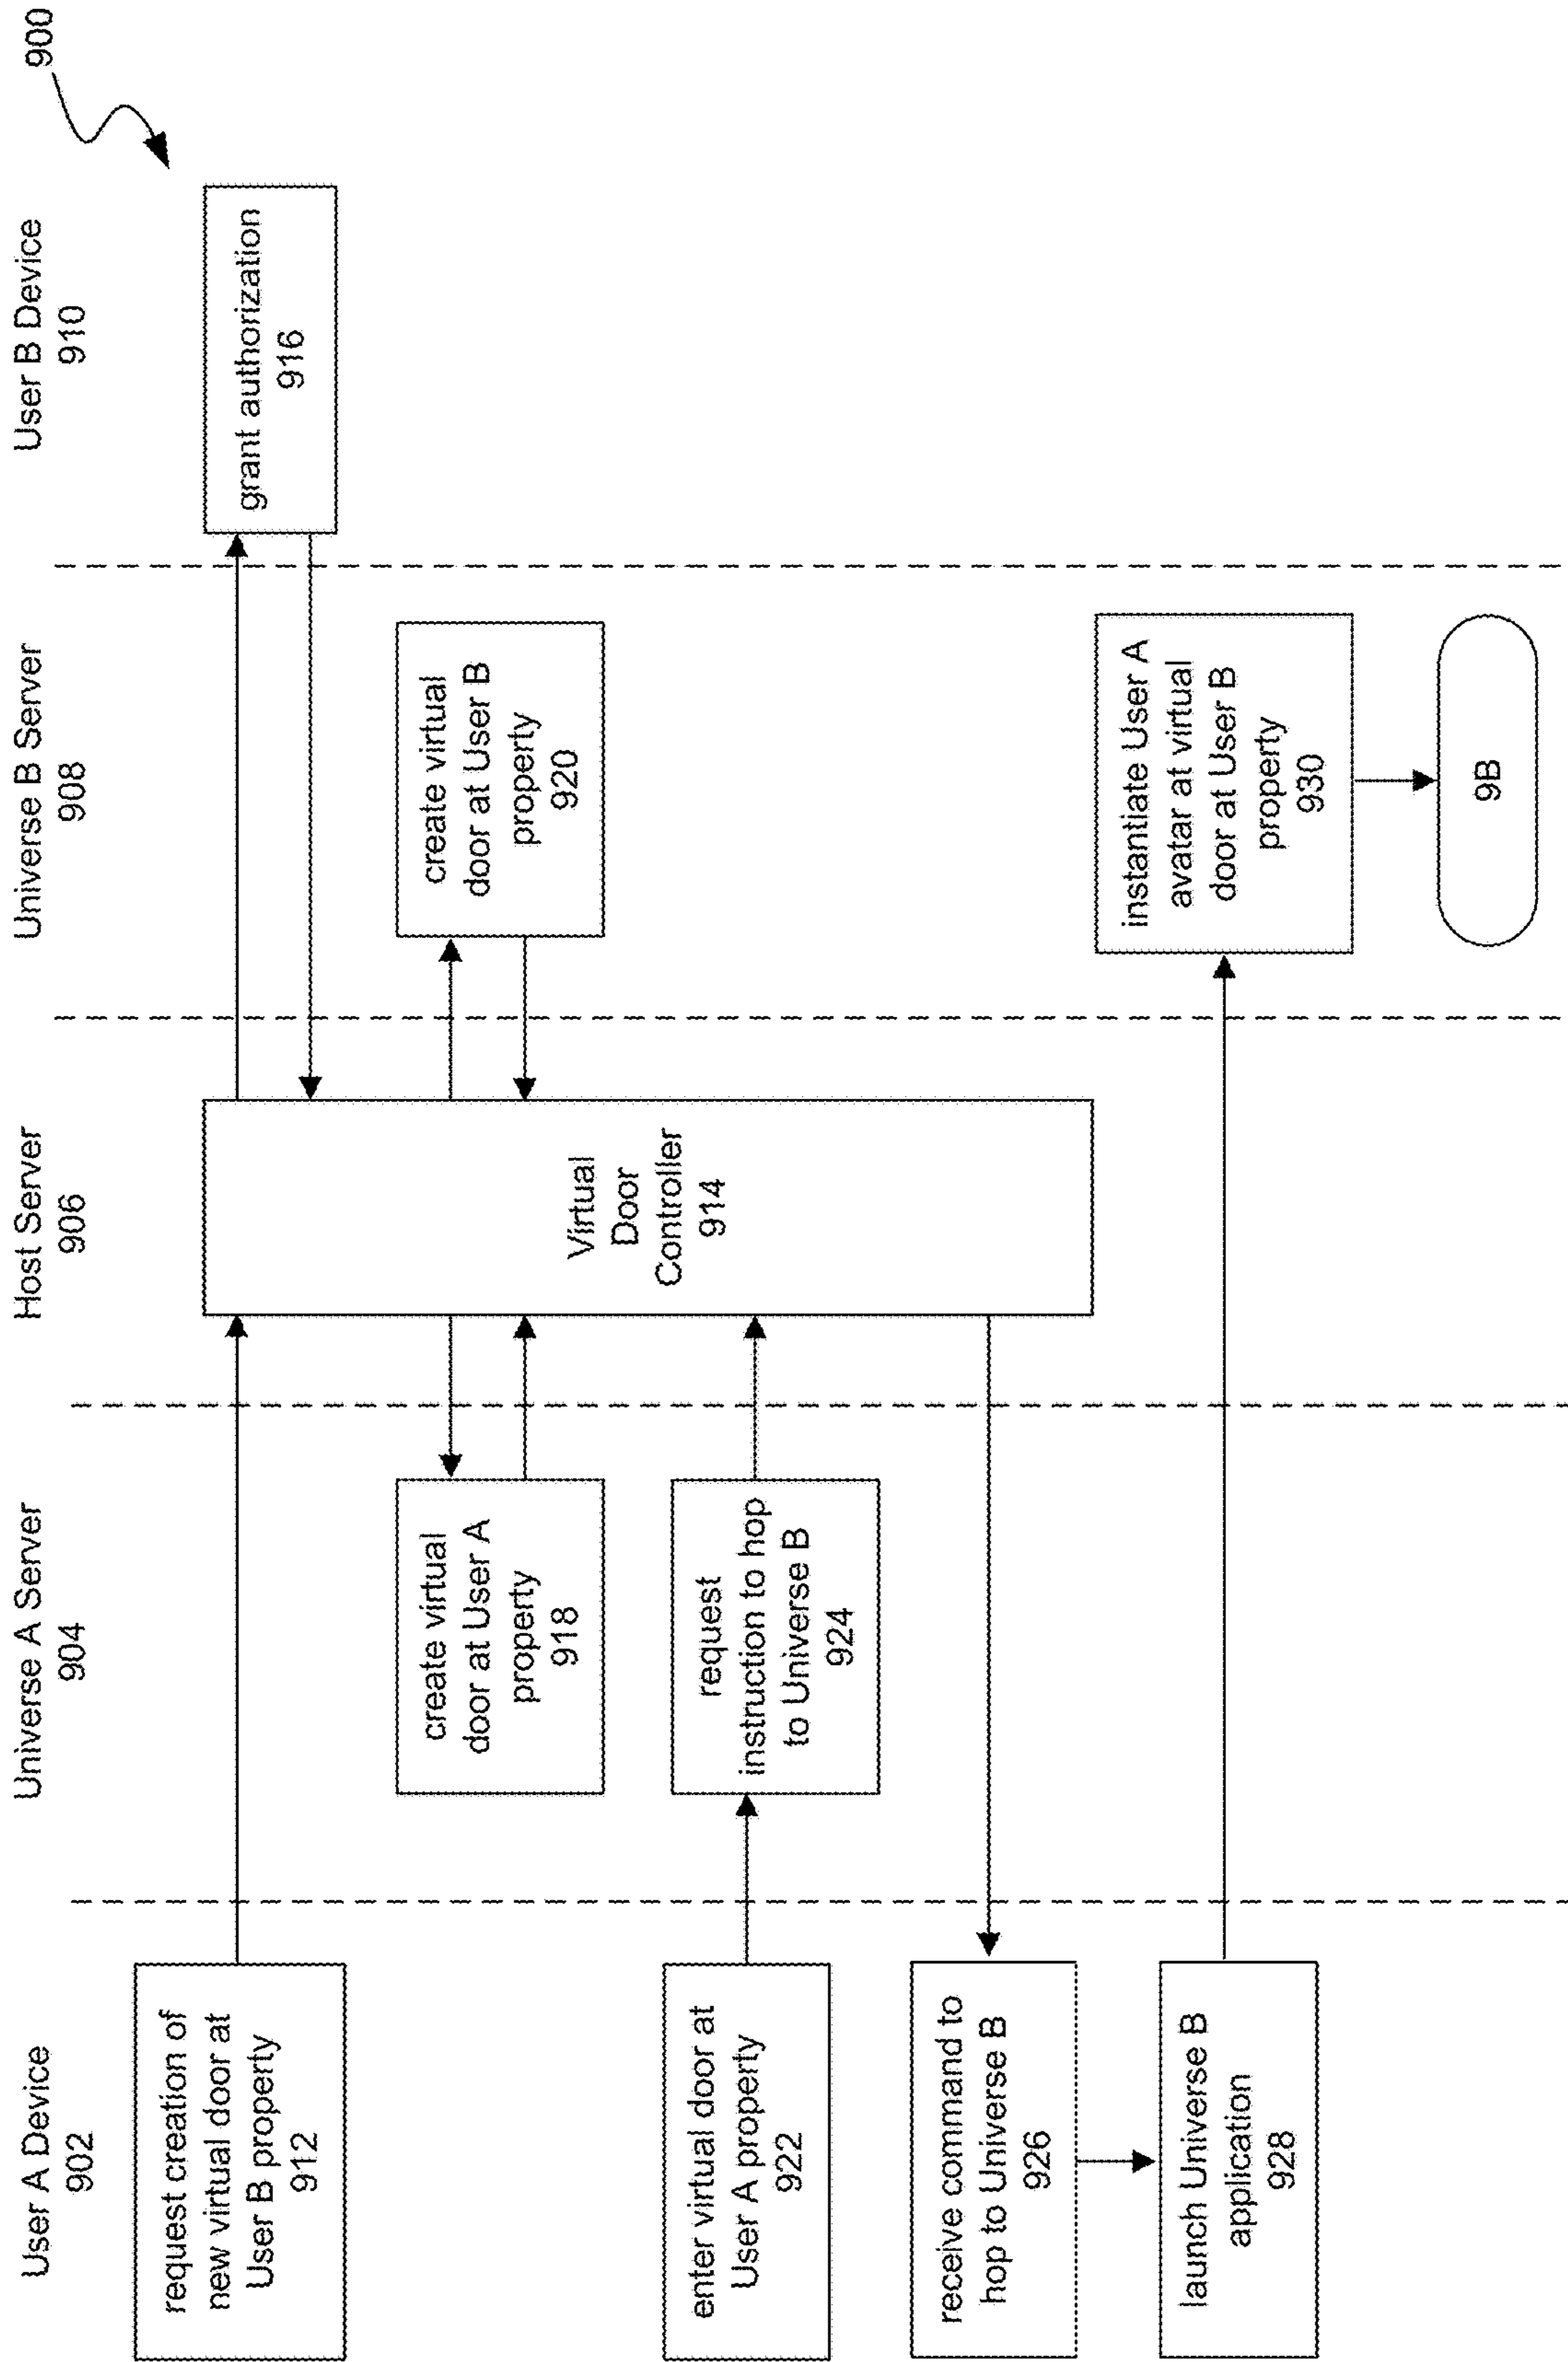 900
User A Device
902
Universe A Server
904
Host Server
906
Universe B Server
908
User B Device
910
request creation of
new virtual door at
User B property
912
Virtual
Door
Controller
914
grant authorization
916
create virtual
door at User A
property
918
create virtual
door at User B
property
920
enter virtual door at
User A property
922
request
instruction to hop
to Universe B
924
receive command to
hop to Universe B
926
launch Universe B
application
928
instantiate User A
avatar at virtual
door at User B
property
930
9B